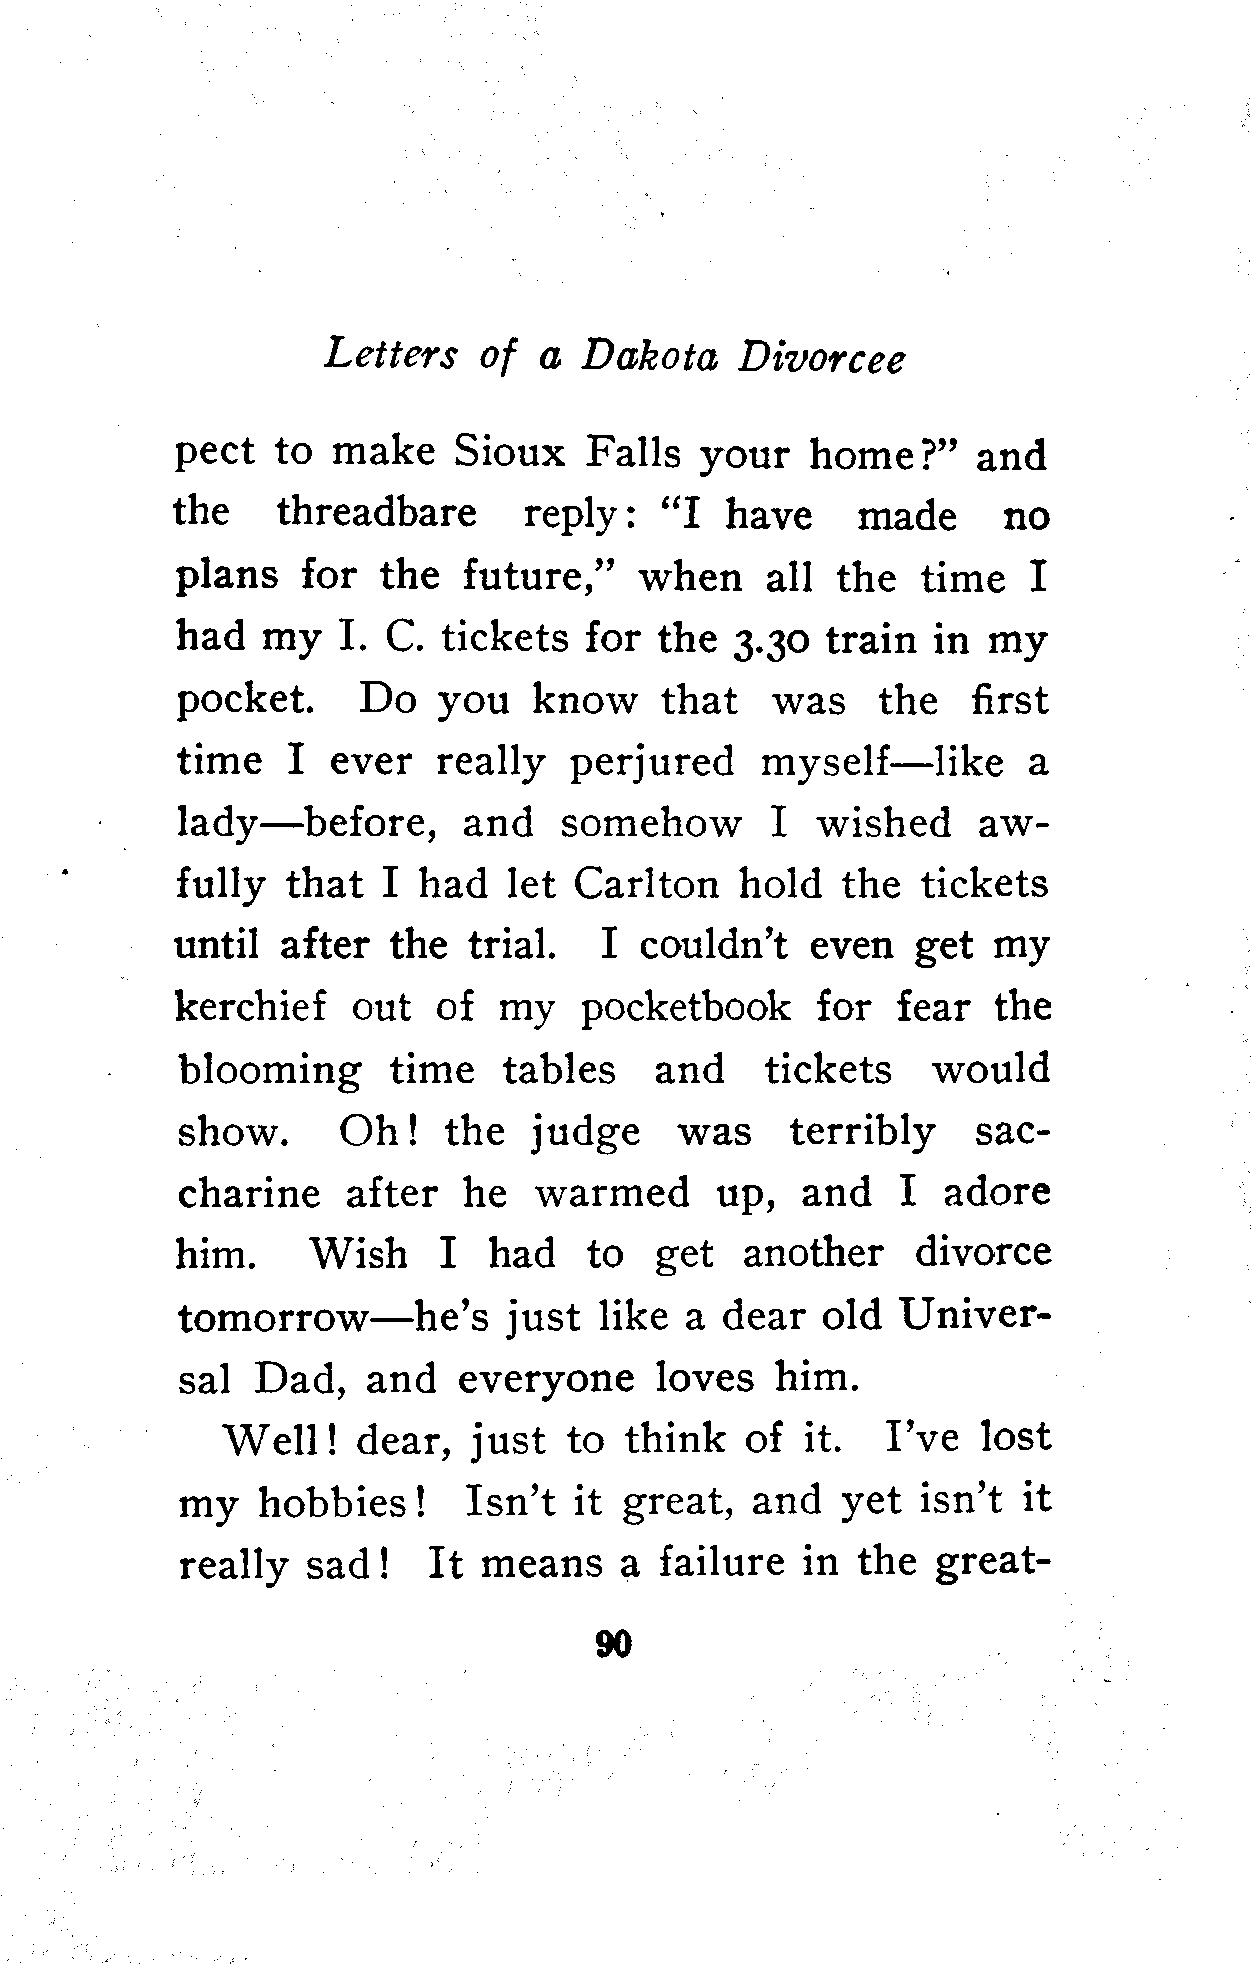 Letters of a Dakota Divorcee
pect to make Sioux Falls your home?" and
the threadbare reply: "I have made no
plans for the future," when all the time I
had my I. C. tickets for the 3.30 train in my
pocket. Do you know that was the first
time I ever really perjured myself—like a
lady—before, and somehow I wished aw-
fully that I had let Carlton hold the tickets
until after the trial. I couldn't even get my
kerchief out of my pocketbook for fear the
blooming time tables and tickets would
show. Oh! the judge was terribly sac-
charine after he warmed up, and I adore
him. Wish I had to get another divorce
tomorrow—he's just like a dear old Univer-
sal Dad, and everyone loves him.
Well! dear, just to think of it. I've lost
my hobbies! Isn't it great, and yet isn't it
really sad! It means a failure in the great-
90